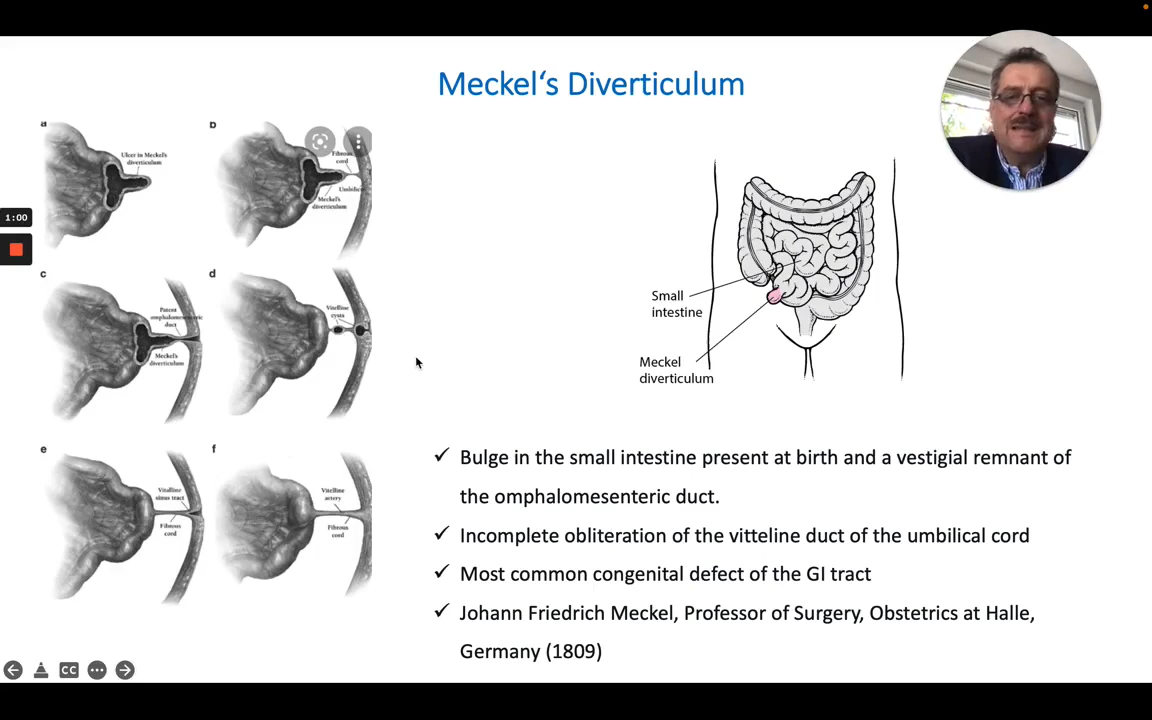 Meckel‘s Diverticulum
a
b
Ulcer in Meckel's
diverticulum
Fibrous
cord
Meckel's
diverticulum
1:00
c
d
Patent
omphalomesenteric
duct
Meckel's
diverticulum
Vitelline
cysts
Small
intestine
Meckel
diverticulum
e
f
Vitelline
sinus tract
Fibrous
cord
Vitelline
artery
Fibrous
cord
✓ Bulge in the small intestine present at birth and a vestigial remnant of
the omphalomesenteric duct.
✓ Incomplete obliteration of the vitteline duct of the umbilical cord
✓ Most common congenital defect of the GI tract
✓ Johann Friedrich Meckel, Professor of Surgery, Obstetrics at Halle,
Germany (1809)
CC